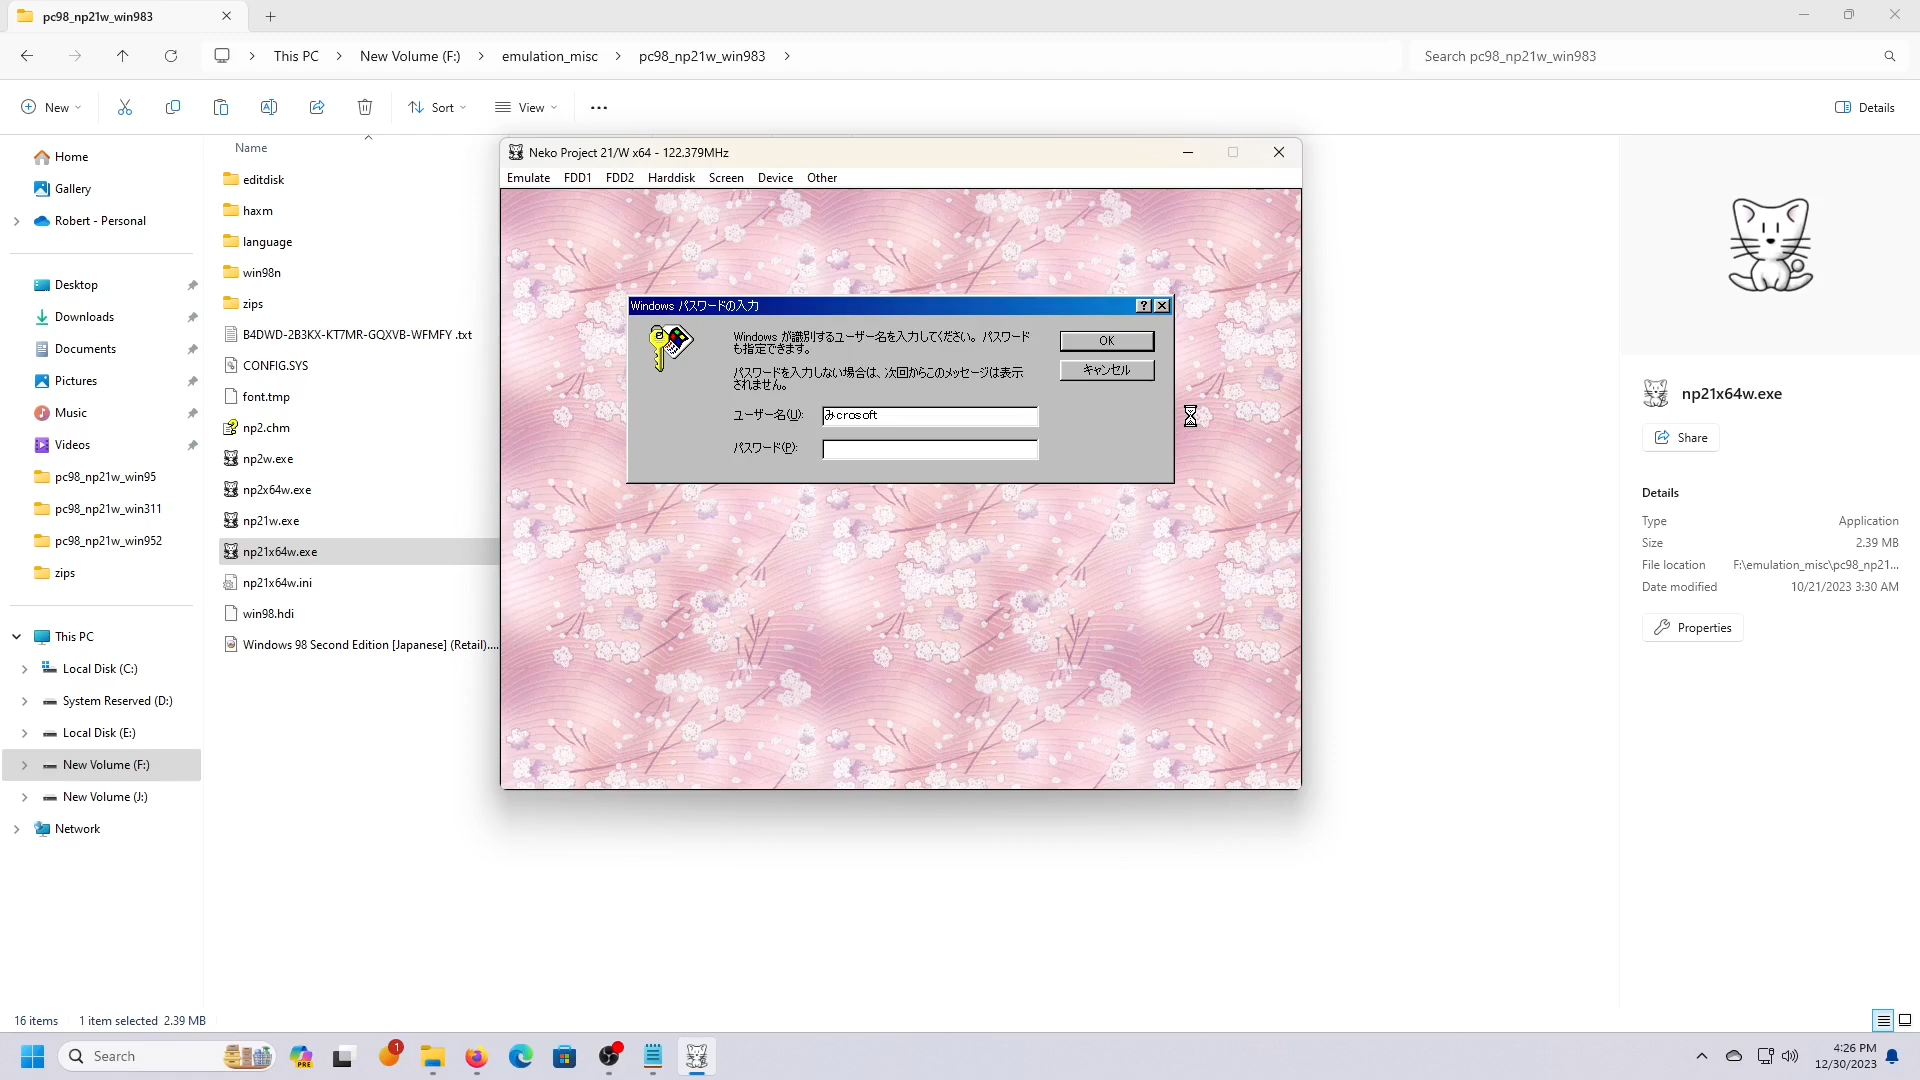 pc98_np21w_win983
This PC
New Volume (F:)
emulation_misc
pc98_np21w_win983
Search pc98_np21w_win983
New
Sort
View
Details
Home
Gallery
Robert - Personal
Desktop
Downloads
Documents
Pictures
Music
Videos
pc98_np21w_win95
pc98_np21w_win311
pc98_np21w_win952
zips
This PC
Local Disk (C:)
System Reserved (D:)
Local Disk (E:)
New Volume (F:)
New Volume (J:)
Network
Name
editdisk
haxm
language
win98n
zips
B4DWD-2B3KX-KT7MR-GQXVB-WFMFY .txt
CONFIG.SYS
font.tmp
np2.chm
np2w.exe
np2x64w.exe
np21w.exe
np21x64w.exe
np21x64w.ini
win98.hdi
Windows 98 Second Edition [Japanese] (Retail)....
Neko Project 21/W x64 - 122.379MHz
Emulate FDD1 FDD2 Harddisk Screen Device Other
Windows パスワードの入力
Windows が識別するユーザー名を入力してください。パスワード
も指定できます。
パスワードを入力しない場合は、次回からこのメッセージは表示
されません。
OK
キャンセル
ユーザー名(U): みcrosoft
パスワード(P):
np21x64w.exe
Share
Details
Type Application
Size 2.39 MB
File location F:\emulation_misc\pc98_np21...
Date modified 10/21/2023 3:30 AM
Properties
16 items 1 item selected 2.39 MB
Search
PRE
1
4:26 PM
12/30/2023